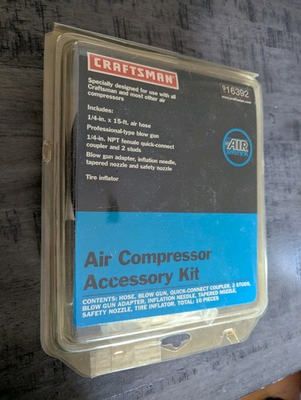 CRAFTSMAN
916392
Specially designed for use with all
Craftsman and most other air
compressors
Includes:
1/4-in. x 15-ft. air hose
Professional-type blow gun
1/4-in. NPT female quick-connect
coupler and 2 studs
Blow gun adapter, inflation needle,
tapered nozzle and safety nozzle
Tire inflator
AIR
Air Compressor
Accessory Kit
CONTENTS: HOSE, BLOW GUN, QUICK-CONNECT COUPLER, 2 STUDS,
BLOW GUN ADAPTER, INFLATION NEEDLE, TAPERED NOZZLE,
SAFETY NOZZLE, TIRE INFLATOR. TOTAL: 10 PIECES